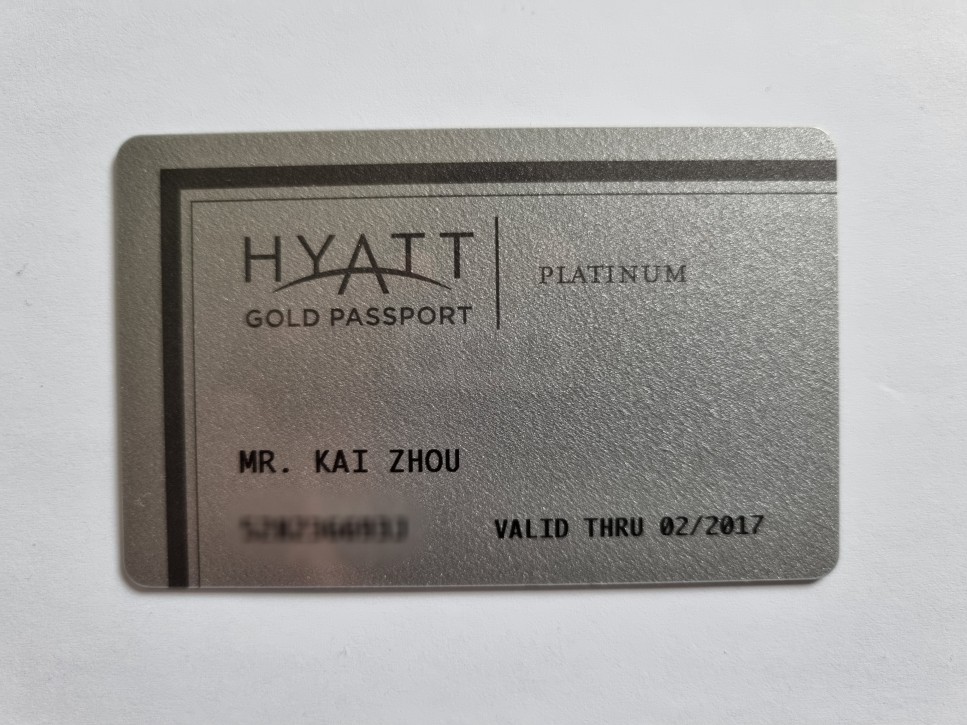 HYATT
GOLD PASSPORT
PLATINUM
MR. KAI ZHOU
VALID THRU 02/2017